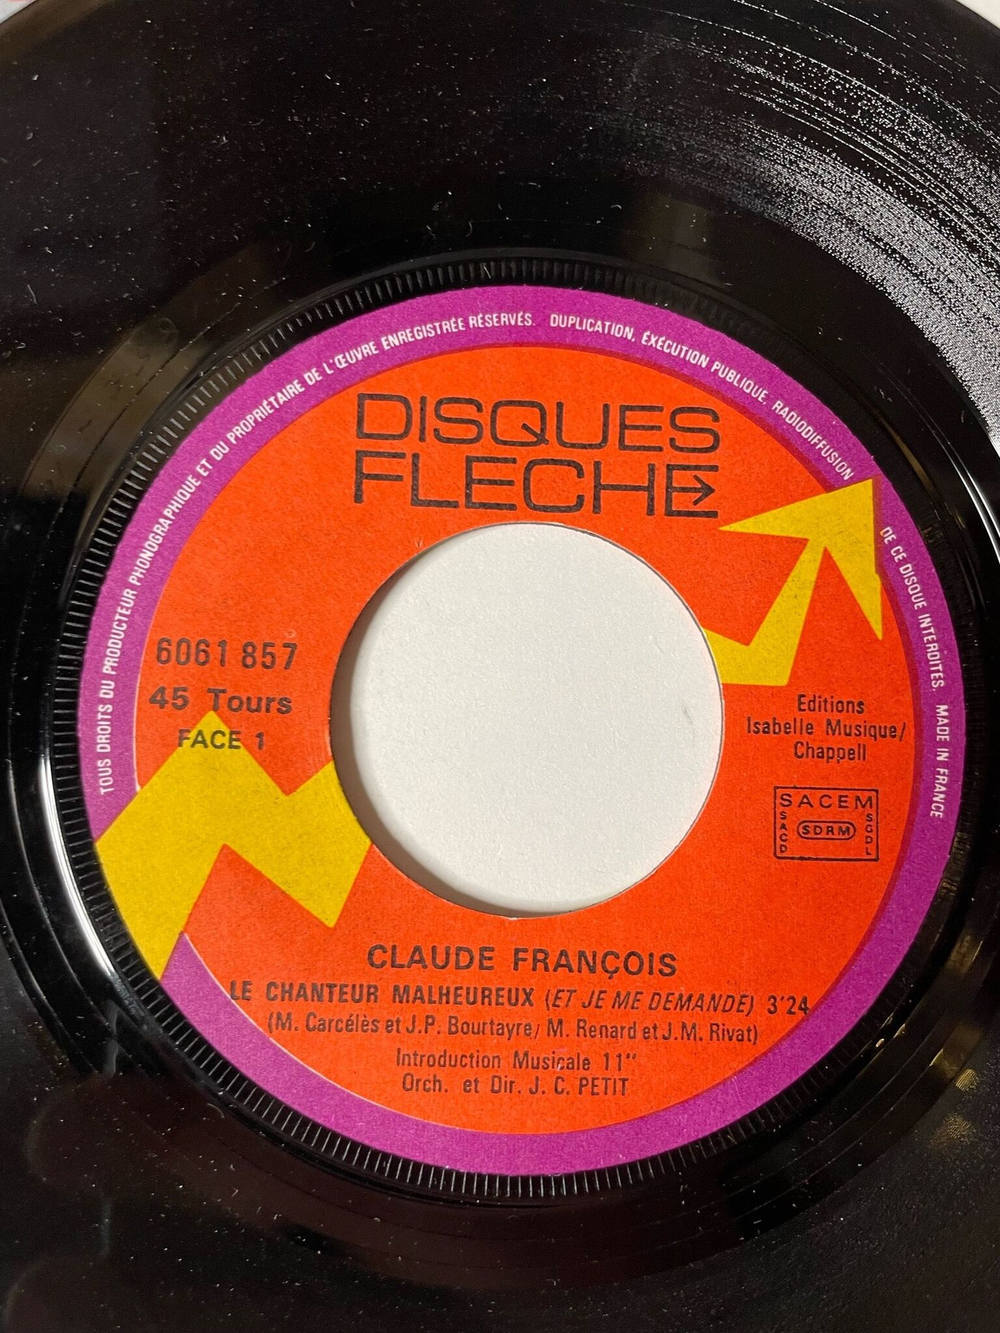 TOUS DROITS DU PRODUCTEUR PHONOGRAPHIQUE ET DU PROPRIÉTAIRE DE L'ŒUVRE ENREGISTRÉE RÉSERVÉS. DUPLICATION, EXÉCUTION PUBLIQUE, RADIODIFFUSION DE CE DISQUE INTERDITES. MADE IN FRANCE
DISQUES
FLECHE
6061 857
45 Tours
FACE 1
Editions
Isabelle Musique/
Chappell
SACEM
SACD
SDRM
SGDL
CLAUDE FRANÇOIS
LE CHANTEUR MALHEUREUX (ET JE ME DEMANDE) 3'24
(M. Carcélès et J.P. Bourtayre/ M. Renard et J.M. Rivat)
Introduction Musicale 11"
Orch. et Dir. J. C. PETIT